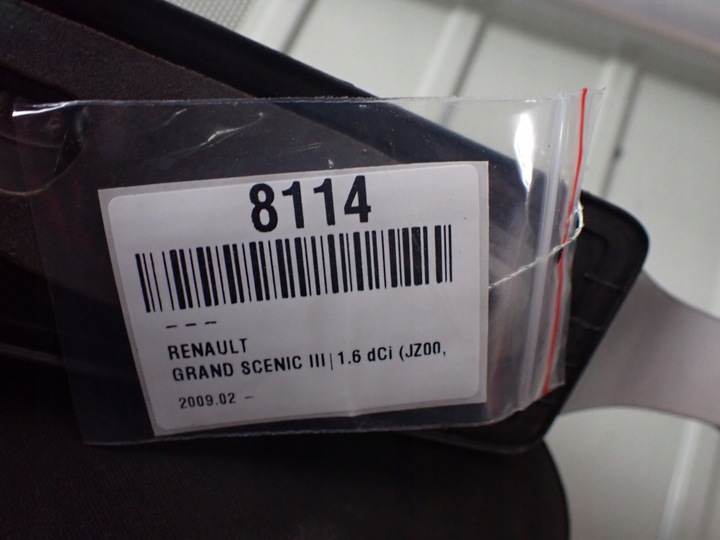 8114
– – –
RENAULT
GRAND SCENIC III|1.6 dCi (JZ00,
2009.02 –